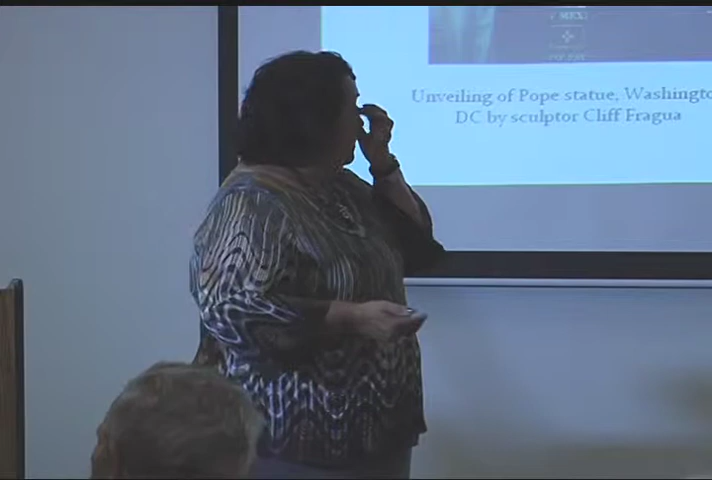 Unveiling of Pope statue, Washingto
DC by sculptor Cliff Fragua